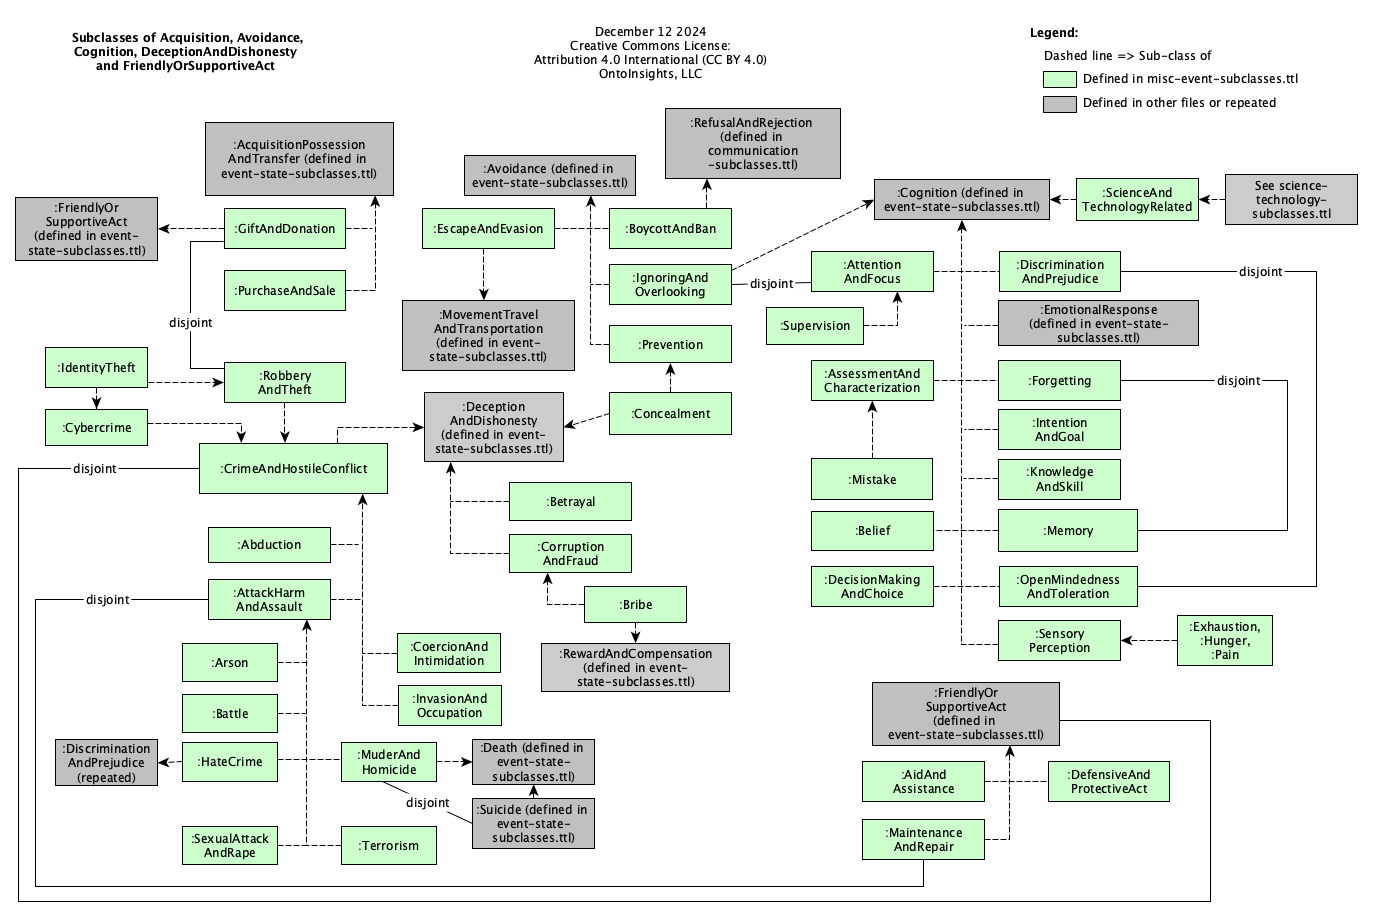 Subclasses of Acquisition, Avoidance,
Cognition, DeceptionAndDishonesty
and FriendlyOrSupportiveAct
December 12 2024
Creative Commons License:
Attribution 4.0 International (CC BY 4.0)
OntoInsights, LLC
Legend:
Dashed line => Sub-class of
Defined in misc-event-subclasses.ttl
Defined in other files or repeated
:AcquisitionPossession
AndTransfer (defined in
event-state-subclasses.ttl)
:FriendlyOr
SupportiveAct
(defined in event-
state-subclasses.ttl)
:GiftAndDonation
:PurchaseAndSale
disjoint
:IdentityTheft
:Robbery
AndTheft
:Cybercrime
:CrimeAndHostileConflict
disjoint
:Abduction
:AttackHarm
AndAssault
disjoint
:Arson
:Battle
:Discrimination
AndPrejudice
(repeated)
:HateCrime
:MuderAnd
Homicide
:SexualAttack
AndRape
:Terrorism
:CoercionAnd
Intimidation
:InvasionAnd
Occupation
:Death (defined in
event-state-
subclasses.ttl)
disjoint
:Suicide (defined in
event-state-
subclasses.ttl)
:Avoidance (defined in
event-state-subclasses.ttl)
:RefusalAndRejection
(defined in
communication
-subclasses.ttl)
:EscapeAndEvasion
:BoycottAndBan
:IgnoringAnd
Overlooking
disjoint
:MovementTravel
AndTransportation
(defined in event-
state-subclasses.ttl)
:Prevention
:Concealment
:Deception
AndDishonesty
(defined in event-
state-subclasses.ttl)
:Betrayal
:Corruption
AndFraud
:Bribe
:RewardAndCompensation
(defined in event-
state-subclasses.ttl)
:Cognition (defined in
event-state-subclasses.ttl)
:ScienceAnd
TechnologyRelated
See science-
technology-
subclasses.ttl
:Attention
AndFocus
:Discrimination
AndPrejudice
disjoint
:Supervision
:EmotionalResponse
(defined in event-state-
subclasses.ttl)
:AssessmentAnd
Characterization
:Forgetting
disjoint
:Intention
AndGoal
:Mistake
:Knowledge
AndSkill
:Belief
:Memory
:DecisionMaking
AndChoice
:OpenMindedness
AndToleration
:Sensory
Perception
:Exhaustion,
:Hunger,
:Pain
:FriendlyOr
SupportiveAct
(defined in
event-state-subclasses.ttl)
:AidAnd
Assistance
:DefensiveAnd
ProtectiveAct
:Maintenance
AndRepair